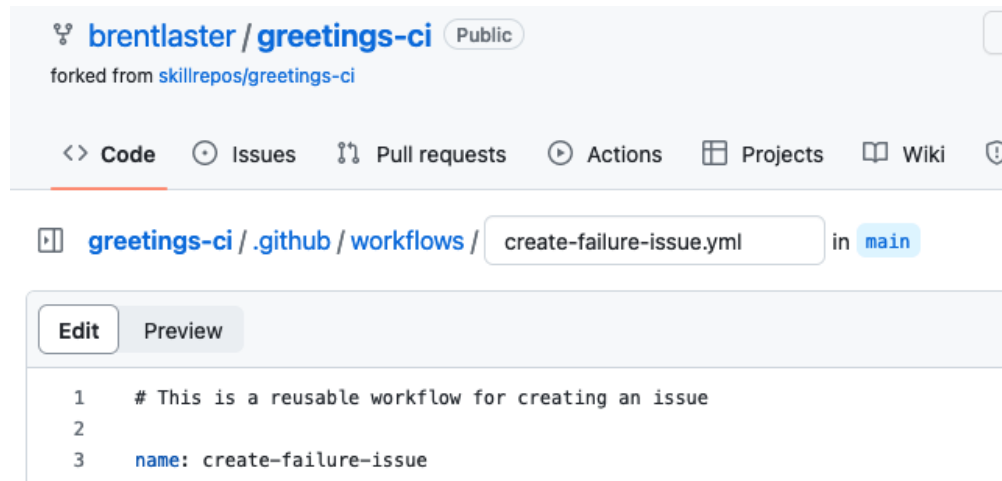 brentlaster / greetings-ci Public
forked from skillrepos/greetings-ci
<> Code Issues Pull requests Actions Projects Wiki
greetings-ci / .github / workflows / create-failure-issue.yml in main
Edit Preview
1 # This is a reusable workflow for creating an issue
2
3 name: create-failure-issue